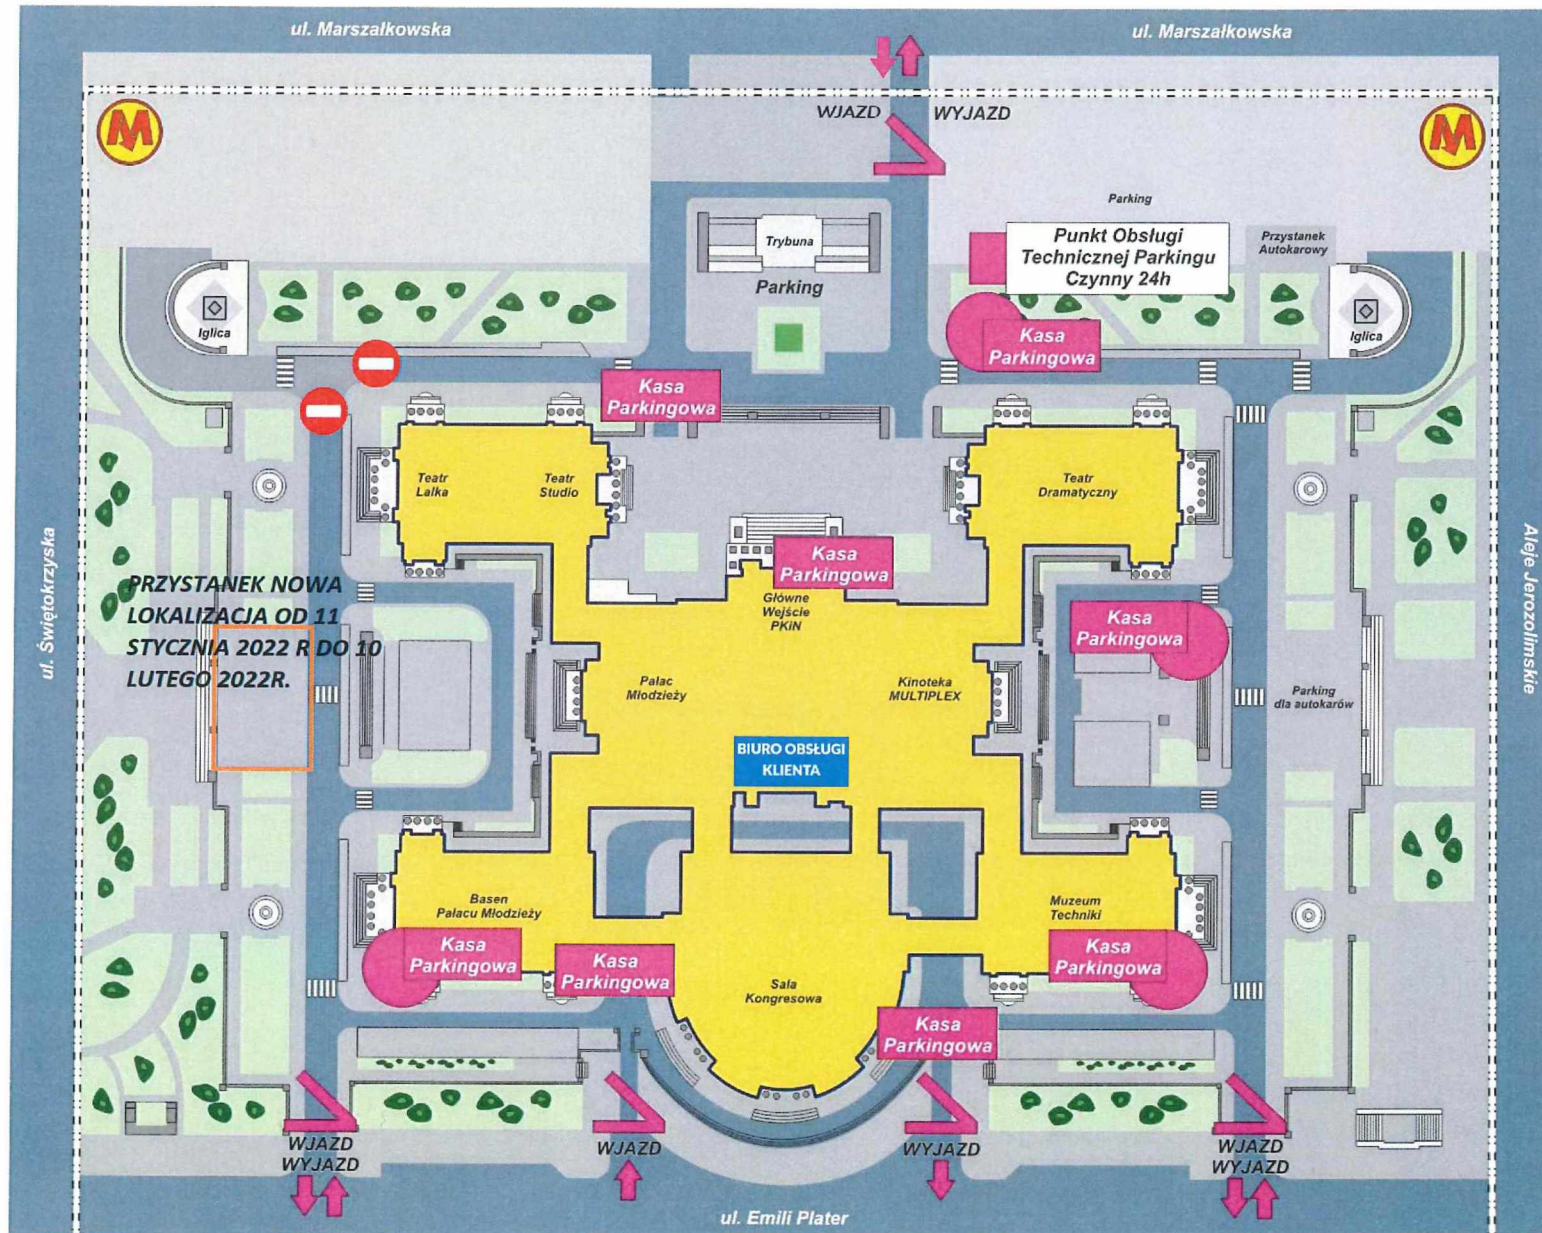 ul. Marszałkowska
ul. Marszałkowska
WJAZD
WYJAZD
M
M
Parking
Trybuna
Punkt Obsługi
Technicznej Parkingu
Czynny 24h
Przystanek
Autokarowy
Parking
Iglica
Iglica
Kasa
Parkingowa
Kasa
Parkingowa
Teatr
Lalka
Teatr
Studio
Teatr
Dramatyczny
Kasa
Parkingowa
ul. Świętokrzyska
Aleje Jerozolimskie
PRZYSTANEK NOWA
LOKALIZACJA OD 11
STYCZNIA 2022 R DO 10
LUTEGO 2022R.
Główne
Wejście
PKiN
Kasa
Parkingowa
Pałac
Młodzieży
Kinoteka
MULTIPLEX
Parking
dla autokarów
BIURO OBSŁUGI
KLIENTA
Basen
Pałacu Młodzieży
Muzeum
Techniki
Kasa
Parkingowa
Kasa
Parkingowa
Kasa
Parkingowa
Sala
Kongresowa
Kasa
Parkingowa
WJAZD
WYJAZD
WJAZD
WYJAZD
WJAZD
WYJAZD
ul. Emili Plater